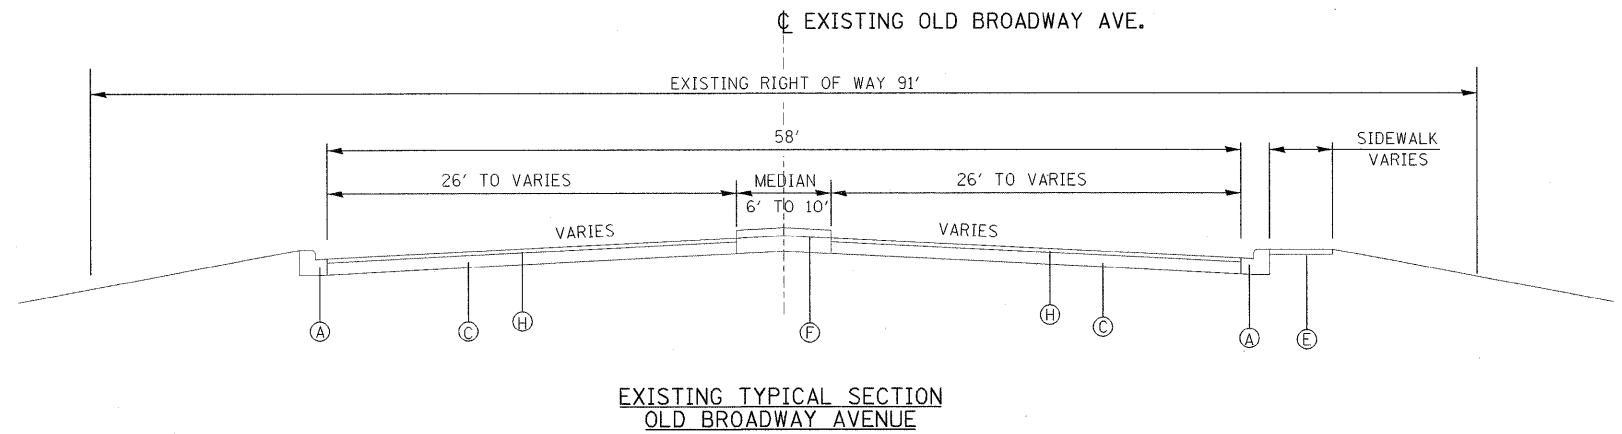 ℄ EXISTING OLD BROADWAY AVE.
EXISTING RIGHT OF WAY 91'
58'
SIDEWALK
VARIES
26' TO VARIES
MEDIAN
6' TO 10'
26' TO VARIES
VARIES
VARIES
A
C
H
F
H
C
A
E
EXISTING TYPICAL SECTION
OLD BROADWAY AVENUE